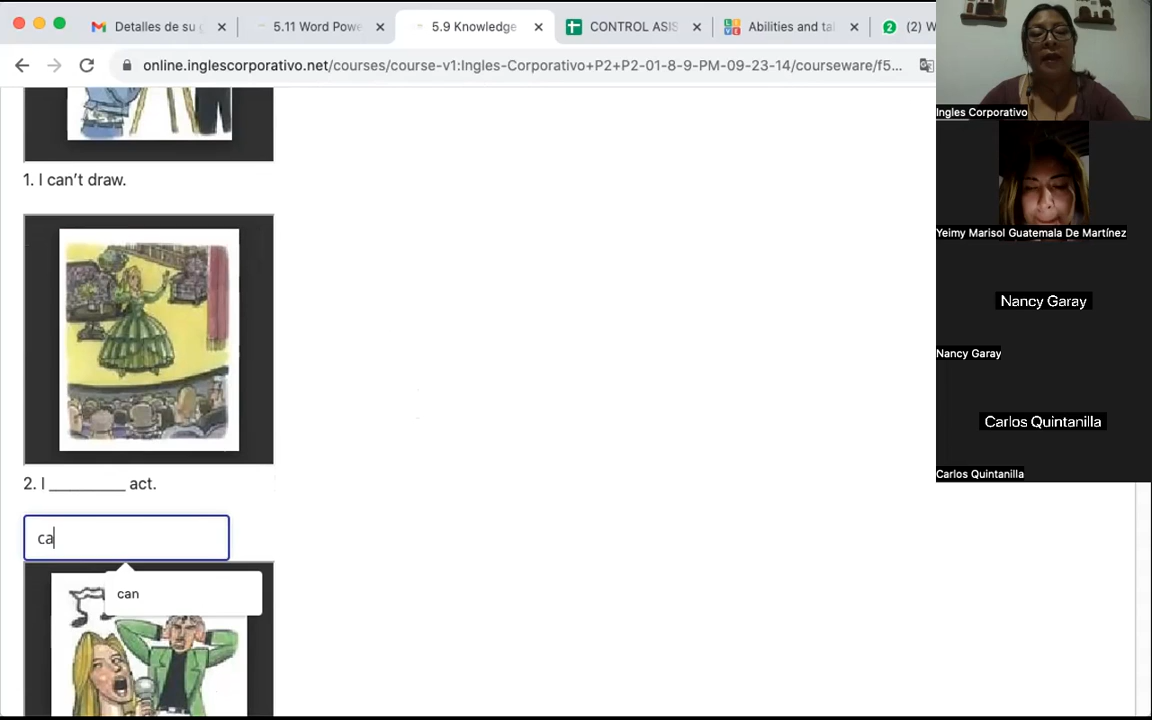 Detalles de su g
5.11 Word Powe
5.9 Knowledge
CONTROL ASIS
Abilities and tal
2
(2) W
online.inglescorporativo.net/courses/course-v1:Ingles-Corporativo+P2+P2-01-8-9-PM-09-23-14/courseware/f5...
Ingles Corporativo
1. I can't draw.
Yeimy Marisol Guatemala De Martínez
Nancy Garay
Nancy Garay
Carlos Quintanilla
Carlos Quintanilla
2. I _________ act.
ca
can